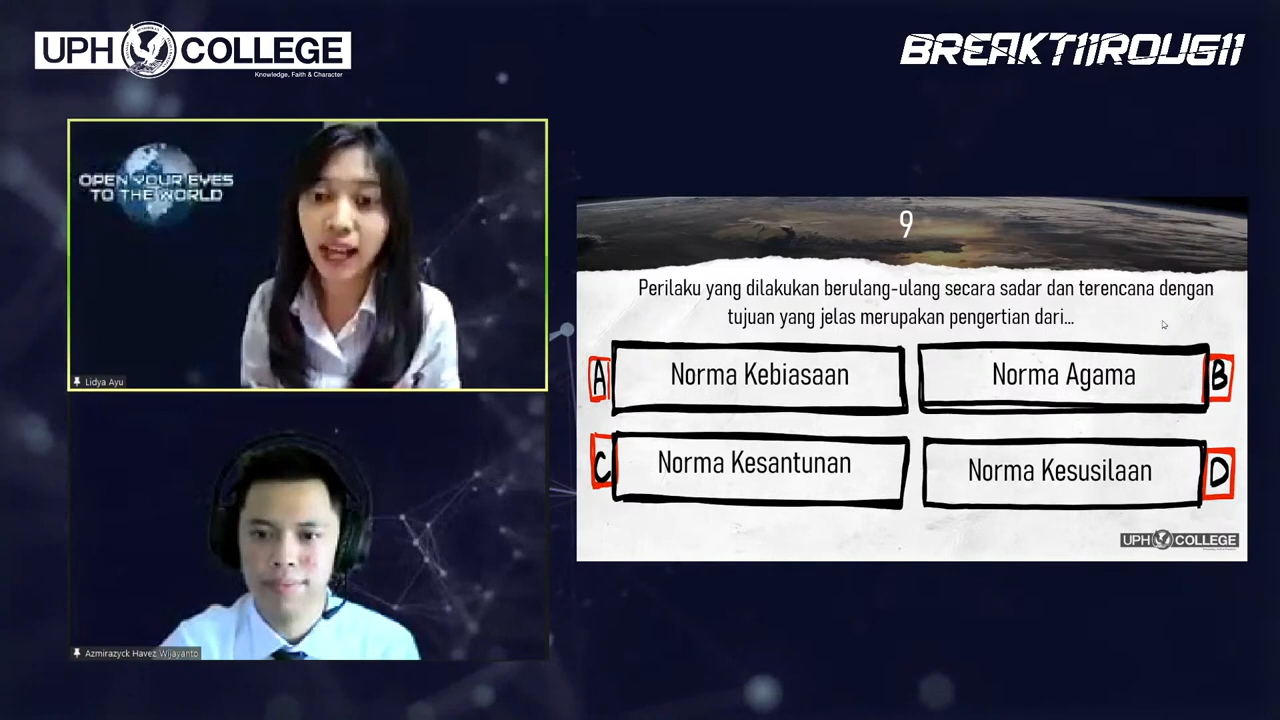 UPH COLLEGE
Knowledge, Faith & Character
BREAKTHROUGH
OPEN YOUR EYES
TO THE WORLD
Lidya Ayu
Azmirazyck Havez Wijayanto
9
Perilaku yang dilakukan berulang-ulang secara sadar dan terencana dengan
tujuan yang jelas merupakan pengertian dari...
A Norma Kebiasaan
Norma Agama B
C Norma Kesantunan
Norma Kesusilaan D
UPH COLLEGE